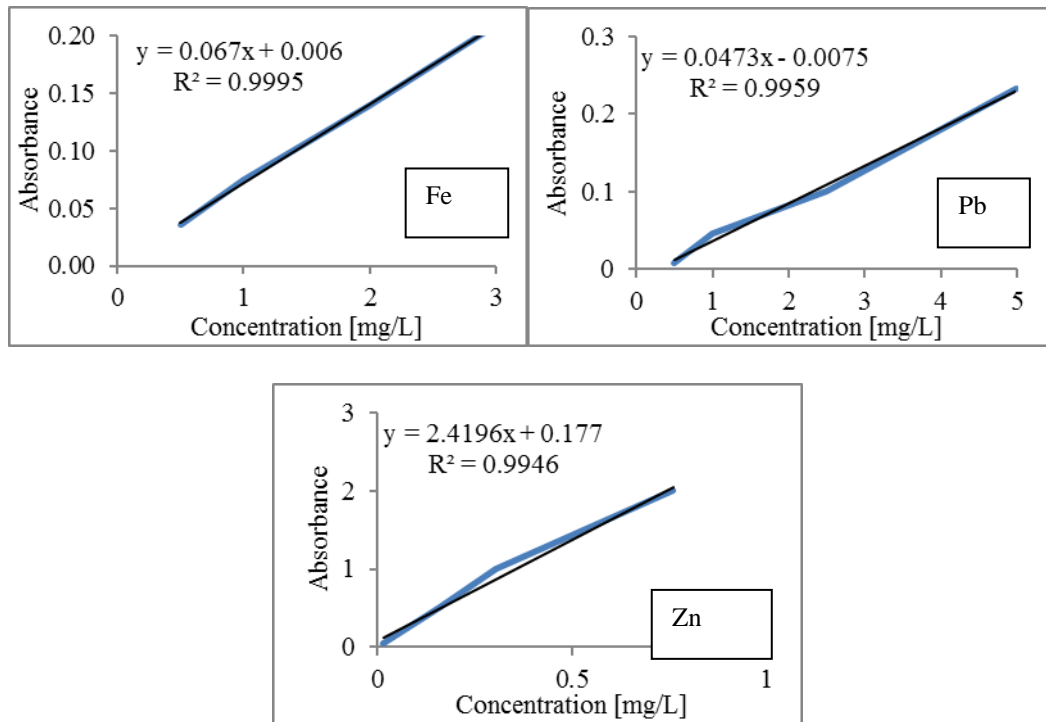 y = 0.067x + 0.006
R² = 0.9995
0.20
0.15
0.10
0.05
0.00
0
1
2
3
Absorbance
Concentration [mg/L]
Fe
y = 0.0473x - 0.0075
R² = 0.9959
0.3
0.2
0.1
0
0
1
2
3
4
5
Absorbance
Concentration [mg/L]
Pb
y = 2.4196x + 0.177
R² = 0.9946
3
2
1
0
0
0.5
1
Absorbance
Concentration [mg/L]
Zn